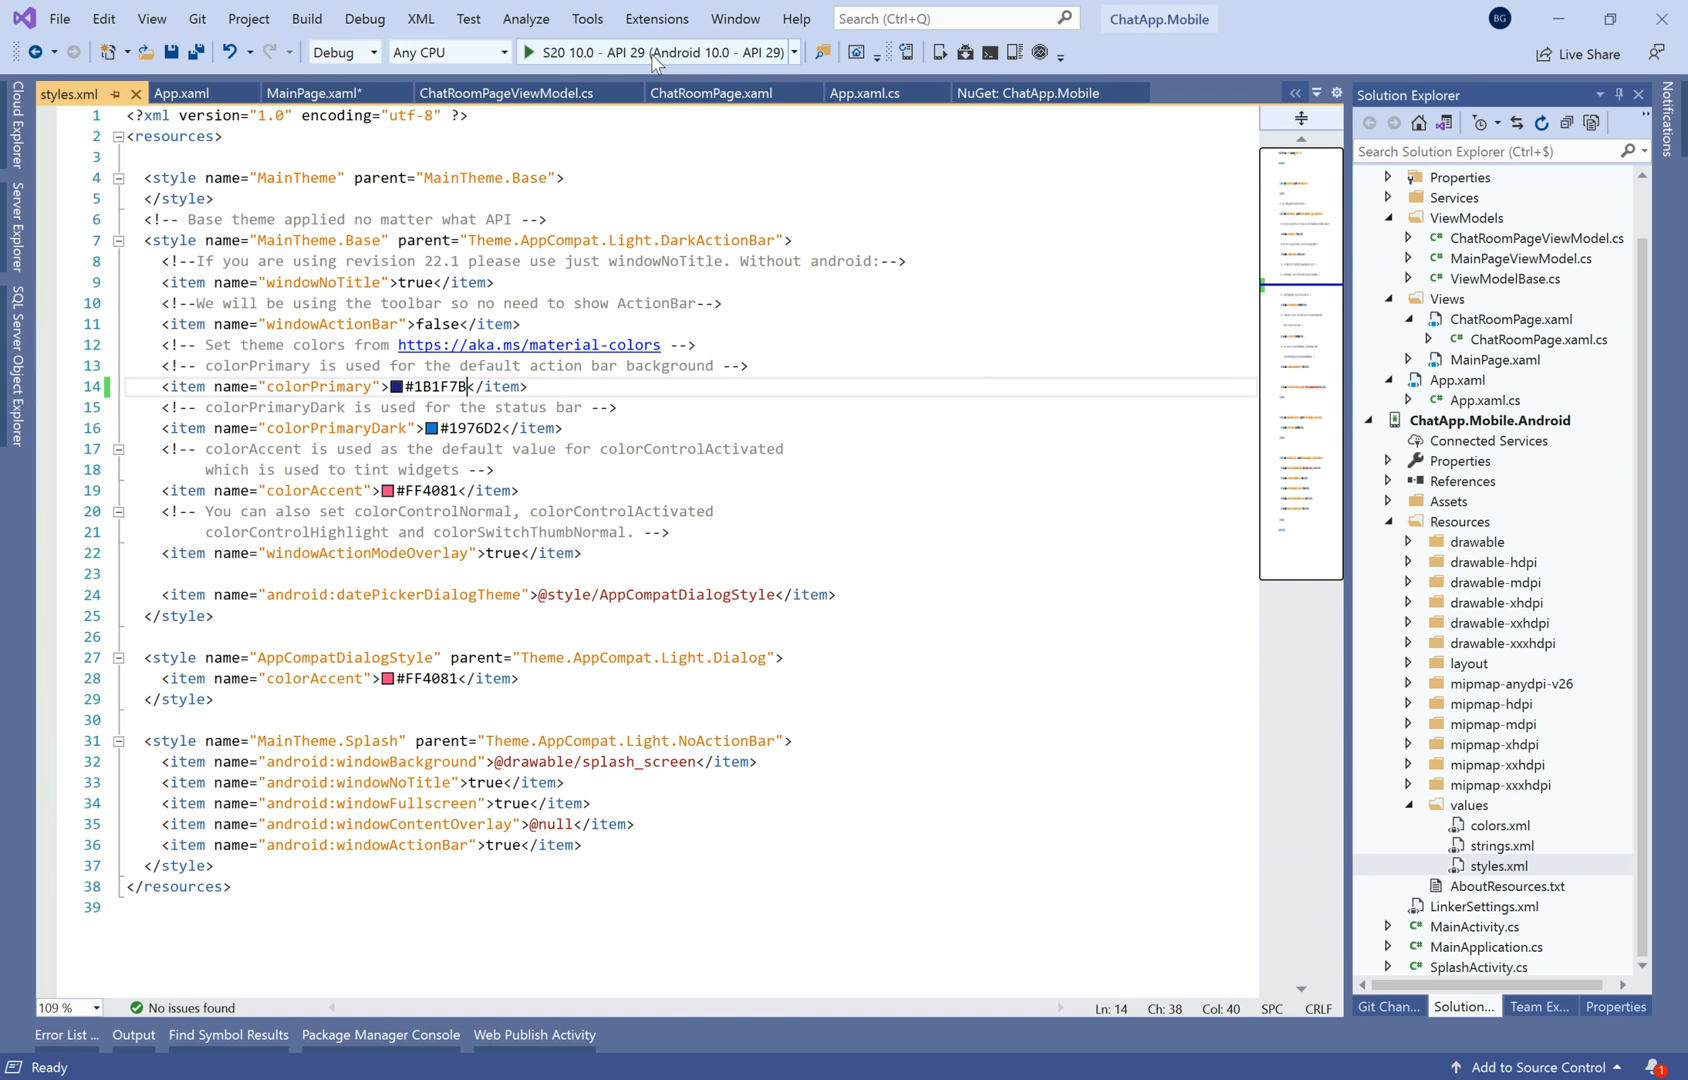 File Edit View Git Project Build Debug XML Test Analyze Tools Extensions Window Help Search (Ctrl+Q) ChatApp.Mobile BG
Debug Any CPU S20 10.0 - API 29 (Android 10.0 - API 29) Live Share
styles.xml App.xaml MainPage.xaml* ChatRoomPageViewModel.cs ChatRoomPage.xaml App.xaml.cs NuGet: ChatApp.Mobile
Cloud Explorer
Server Explorer
SQL Server Object Explorer
1 <?xml version="1.0" encoding="utf-8" ?>
2 <resources>
3
4 <style name="MainTheme" parent="MainTheme.Base">
5 </style>
6 <!-- Base theme applied no matter what API -->
7 <style name="MainTheme.Base" parent="Theme.AppCompat.Light.DarkActionBar">
8 <!--If you are using revision 22.1 please use just windowNoTitle. Without android:-->
9 <item name="windowNoTitle">true</item>
10 <!--We will be using the toolbar so no need to show ActionBar-->
11 <item name="windowActionBar">false</item>
12 <!-- Set theme colors from https://aka.ms/material-colors -->
13 <!-- colorPrimary is used for the default action bar background -->
14 <item name="colorPrimary">#1B1F7B</item>
15 <!-- colorPrimaryDark is used for the status bar -->
16 <item name="colorPrimaryDark">#1976D2</item>
17 <!-- colorAccent is used as the default value for colorControlActivated
18 which is used to tint widgets -->
19 <item name="colorAccent">#FF4081</item>
20 <!-- You can also set colorControlNormal, colorControlActivated
21 colorControlHighlight and colorSwitchThumbNormal. -->
22 <item name="windowActionModeOverlay">true</item>
23
24 <item name="android:datePickerDialogTheme">@style/AppCompatDialogStyle</item>
25 </style>
26
27 <style name="AppCompatDialogStyle" parent="Theme.AppCompat.Light.Dialog">
28 <item name="colorAccent">#FF4081</item>
29 </style>
30
31 <style name="MainTheme.Splash" parent="Theme.AppCompat.Light.NoActionBar">
32 <item name="android:windowBackground">@drawable/splash_screen</item>
33 <item name="android:windowNoTitle">true</item>
34 <item name="android:windowFullscreen">true</item>
35 <item name="android:windowContentOverlay">@null</item>
36 <item name="android:windowActionBar">true</item>
37 </style>
38 </resources>
39
109 % No issues found Ln: 14 Ch: 38 Col: 40 SPC CRLF
Solution Explorer
Search Solution Explorer (Ctrl+$)
Properties
Services
ViewModels
C# ChatRoomPageViewModel.cs
C# MainPageViewModel.cs
C# ViewModelBase.cs
Views
ChatRoomPage.xaml
C# ChatRoomPage.xaml.cs
MainPage.xaml
App.xaml
C# App.xaml.cs
ChatApp.Mobile.Android
Connected Services
Properties
References
Assets
Resources
drawable
drawable-hdpi
drawable-mdpi
drawable-xhdpi
drawable-xxhdpi
drawable-xxxhdpi
layout
mipmap-anydpi-v26
mipmap-hdpi
mipmap-mdpi
mipmap-xhdpi
mipmap-xxhdpi
mipmap-xxxhdpi
values
colors.xml
strings.xml
styles.xml
AboutResources.txt
LinkerSettings.xml
C# MainActivity.cs
C# MainApplication.cs
C# SplashActivity.cs
Git Chan... Solution... Team Ex... Properties
Notifications
Error List ... Output Find Symbol Results Package Manager Console Web Publish Activity
Ready Add to Source Control 1